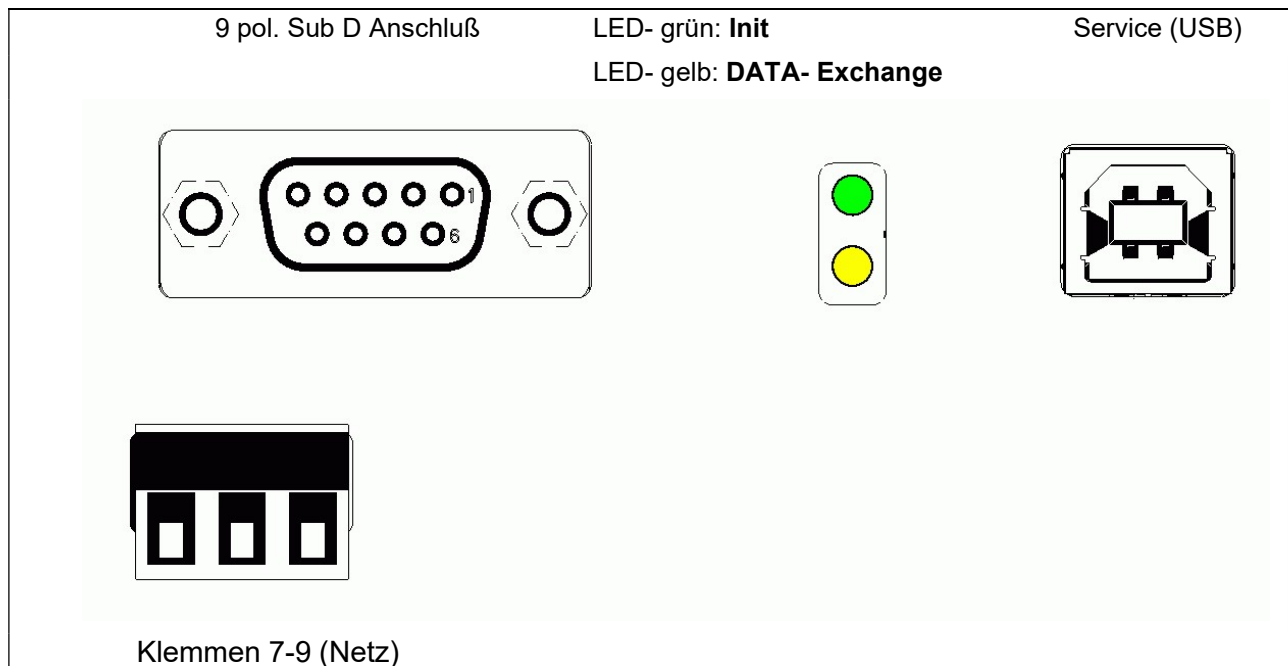 9 pol. Sub D Anschluß
LED- grün: Init
Service (USB)
LED- gelb: DATA- Exchange
1
6
Klemmen 7-9 (Netz)